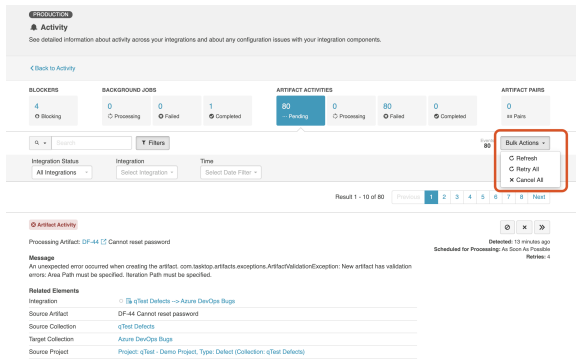 PRODUCTION
Activity
See detailed information about activity across your integrations and about any configuration issues with your integration components.
Back to Activity
BLOCKERS BACKGROUND JOBS ARTIFACT ACTIVITIES ARTIFACT PAIRS
4 0 0 1 80 0 80 0 0
Blocking Processing Failed Completed Pending Processing Failed Completed Pairs
Search Filters Events 80 Bulk Actions
Refresh
Retry All
Cancel All
Integration Status Integration Time
All Integrations Select Integration Select Date Filter
Result 1 - 10 of 80 Previous 1 2 3 4 5 6 7 8 Next
Artifact Activity
Processing Artifact: DF-44 Cannot reset password
Detected: 13 minutes ago
Scheduled for Processing: As Soon As Possible
Retries: 4
Message
An unexpected error occurred when creating the artifact. com.tasktop.artifacts.exceptions.ArtifactValidationException: New artifact has validation
errors: Area Path must be specified. Iteration Path must be specified.
Related Elements
Integration qTest Defects --> Azure DevOps Bugs
Source Artifact DF-44 Cannot reset password
Source Collection qTest Defects
Target Collection Azure DevOps Bugs
Source Project Project: qTest - Demo Project, Type: Defect (Collection: qTest Defects)